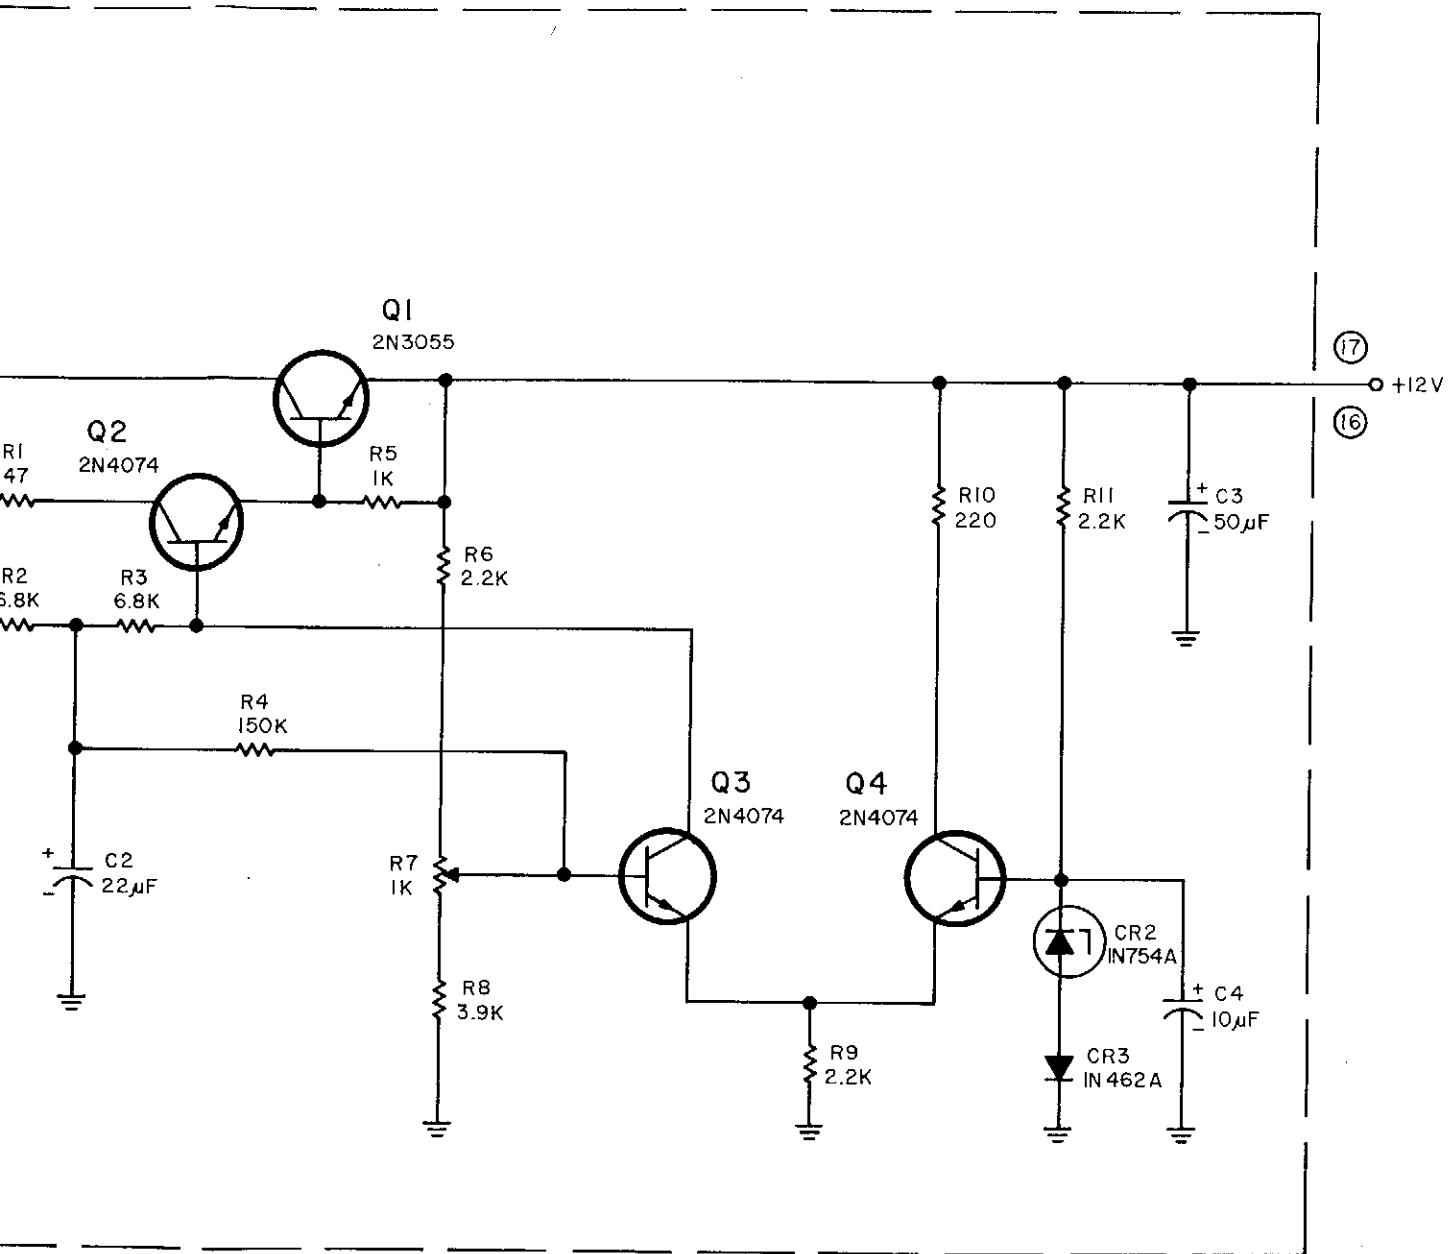 Q1
2N3055
17
+12V
16
Q2
2N4074
R1
47
R5
1K
R10
220
R11
2.2K
+
C3
50µF
−
R6
2.2K
R2
6.8K
R3
6.8K
R4
150K
Q3
2N4074
Q4
2N4074
+
C2
22µF
−
R7
1K
CR2
IN754A
R8
3.9K
+
C4
10µF
−
R9
2.2K
CR3
IN462A